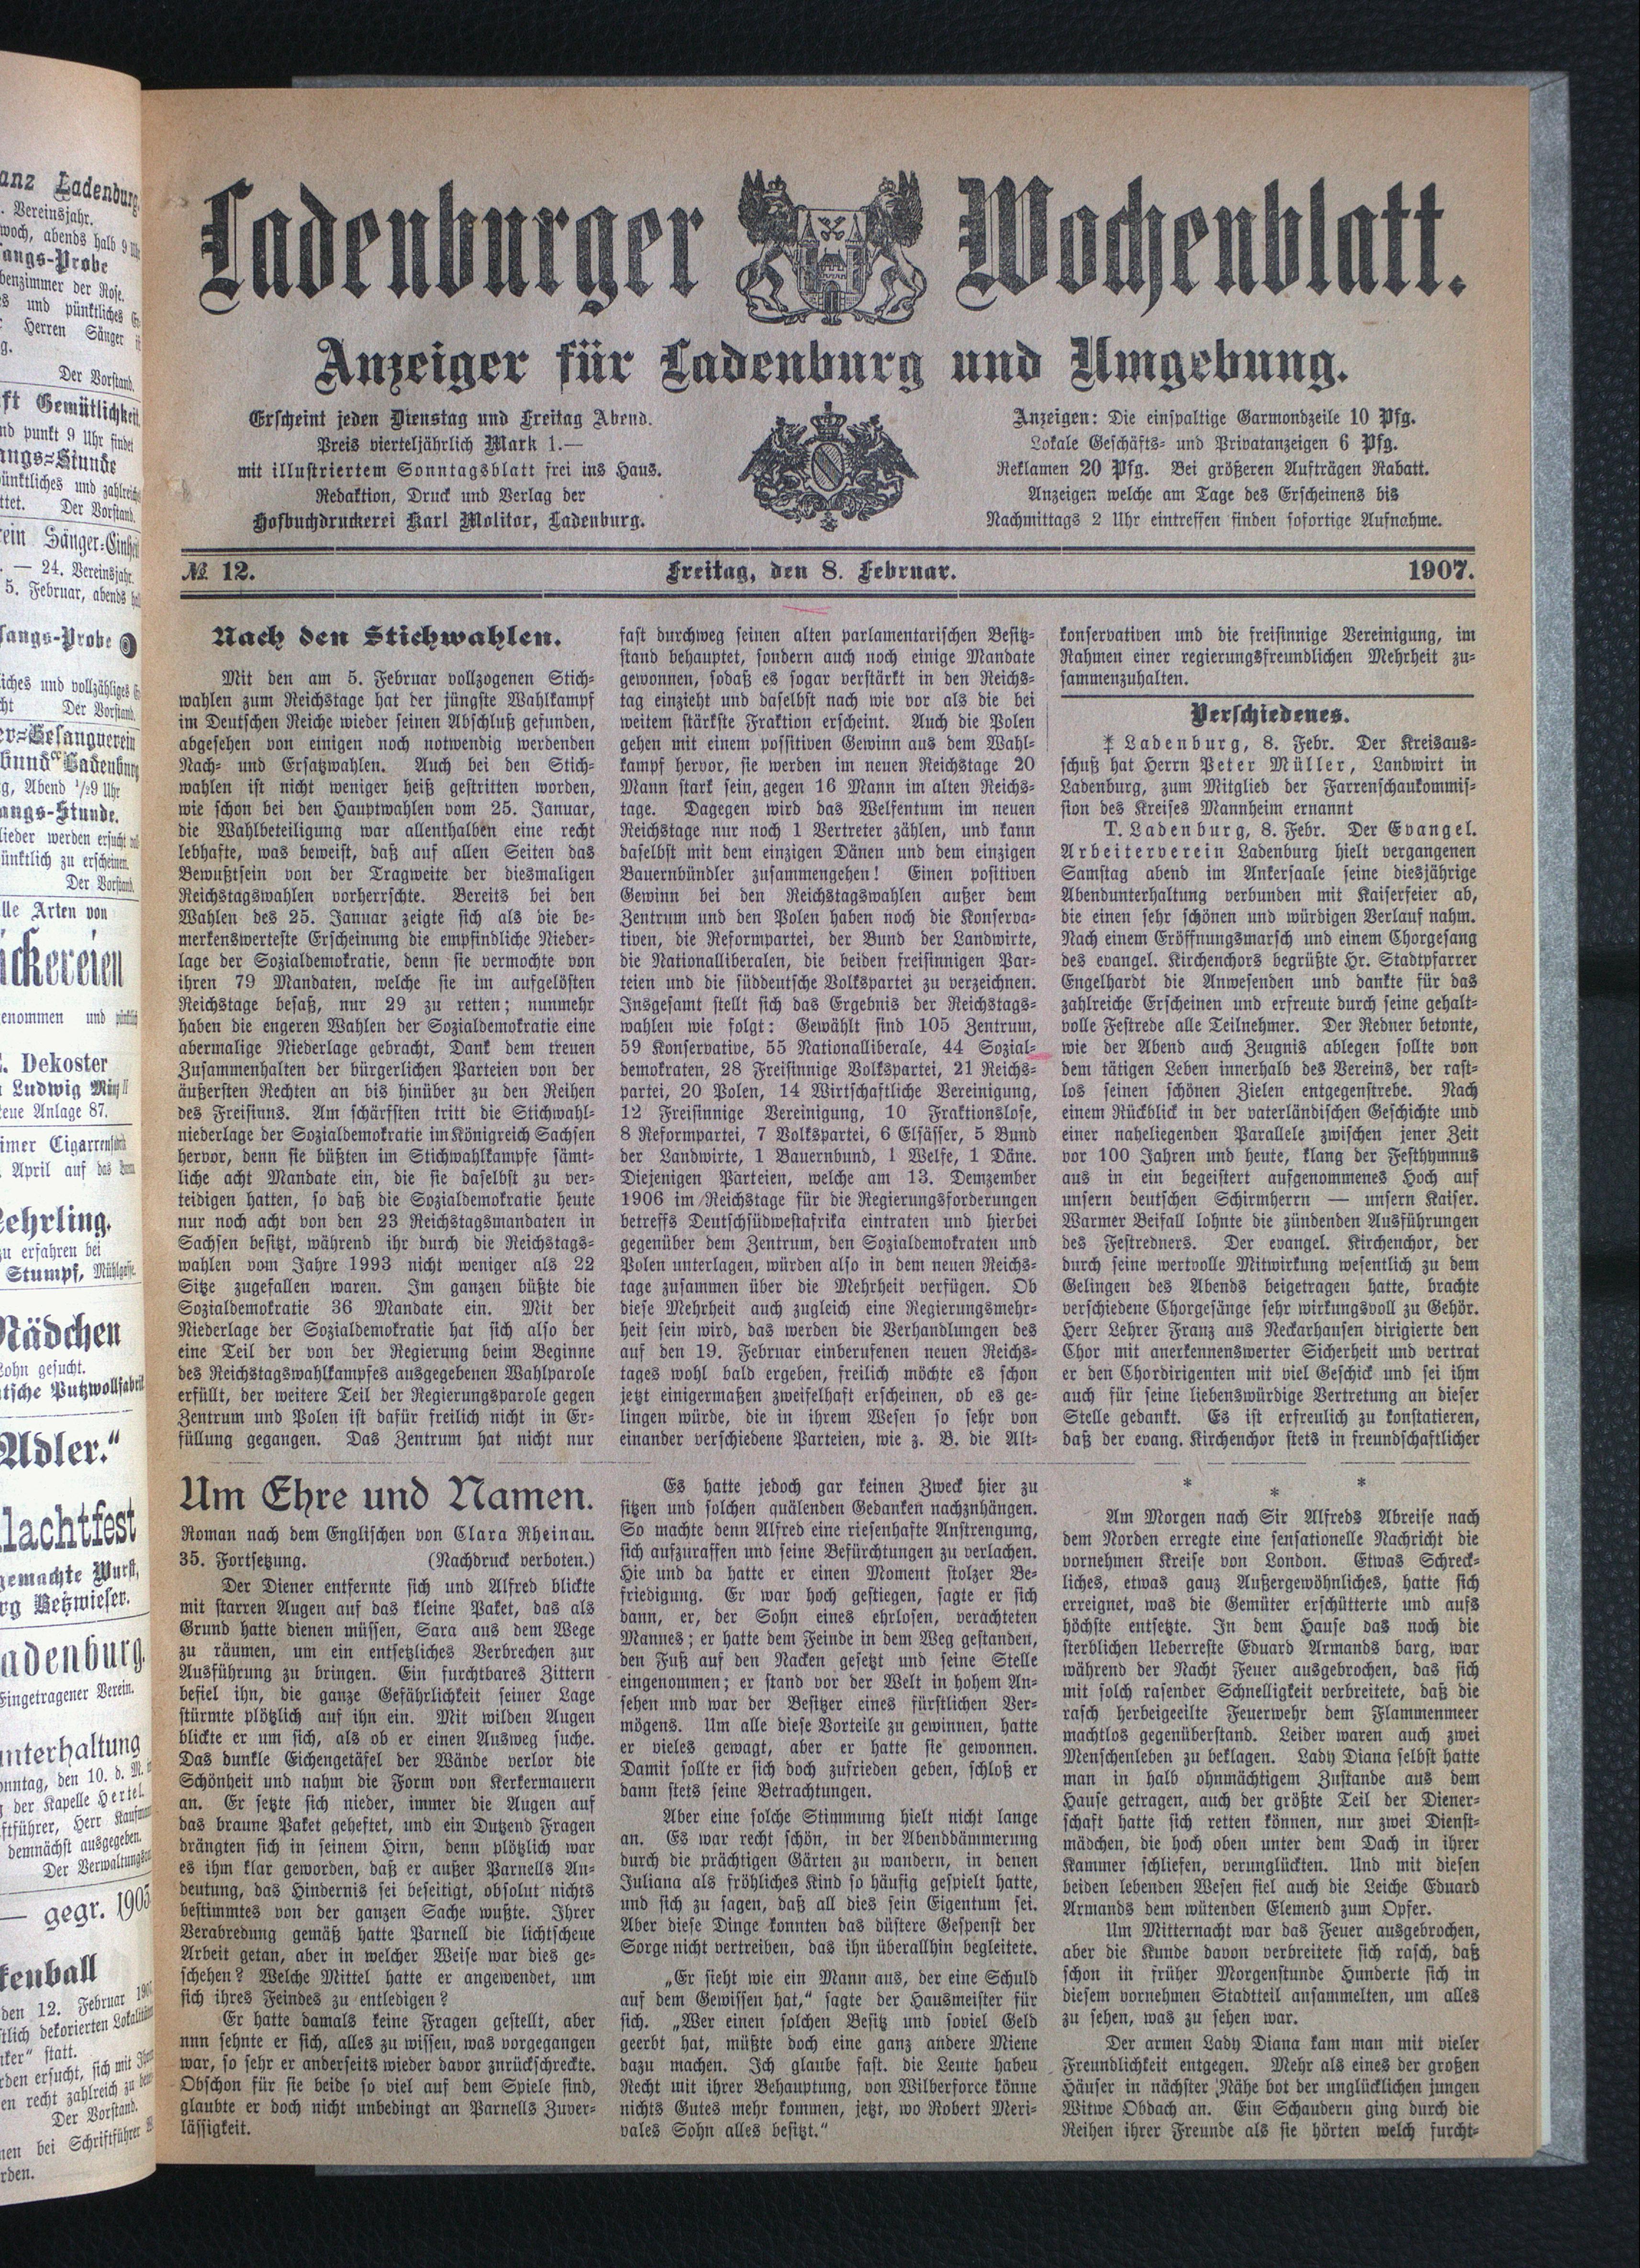 Ladenburger Wochenblatt.
Anzeiger für Ladenburg und Umgebung.
Erscheint jeden Dienstag und Freitag Abend.
Preis vierteljährlich Mark 1.—
mit illustriertem Sonntagsblatt frei ins Haus.
Redaktion, Druck und Verlag der
Hofbuchdruckerei Karl Molitor, Ladenburg.
Anzeigen: Die einspaltige Garmondzeile 10 Pfg.
Lokale Geschäfts- und Privatanzeigen 6 Pfg.
Reklamen 20 Pfg. Bei größeren Aufträgen Rabatt.
Anzeigen welche am Tage des Erscheinens bis
Nachmittags 2 Uhr eintreffen finden sofortige Aufnahme.
№ 12. Freitag, den 8. Februar. 1907.
Nach den Stichwahlen.
Mit den am 5. Februar vollzogenen Stich-
wahlen zum Reichstage hat der jüngste Wahlkampf
im Deutschen Reiche wieder seinen Abschluß gefunden,
abgesehen von einigen noch notwendig werdenden
Nach- und Ersatzwahlen. Auch bei den Stich-
wahlen ist nicht weniger heiß gestritten worden,
wie schon bei den Hauptwahlen vom 25. Januar,
die Wahlbeteiligung war allenthalben eine recht
lebhafte, was beweist, daß auf allen Seiten das
Bewußtsein von der Tragweite der diesmaligen
Reichstagswahlen vorherrschte. Bereits bei den
Wahlen des 25. Januar zeigte sich als die be-
merkenswerteste Erscheinung die empfindliche Nieder-
lage der Sozialdemokratie, denn sie vermochte von
ihren 79 Mandaten, welche sie im aufgelösten
Reichstage besaß, nur 29 zu retten; nunmehr
haben die engeren Wahlen der Sozialdemokratie eine
abermalige Niederlage gebracht, Dank dem treuen
Zusammenhalten der bürgerlichen Parteien von der
äußersten Rechten an bis hinüber zu den Reihen
des Freisinns. Am schärfsten tritt die Stichwahl-
niederlage der Sozialdemokratie im Königreich Sachsen
hervor, denn sie büßten im Stichwahlkampfe sämt-
liche acht Mandate ein, die sie daselbst zu ver-
teidigen hatten, so daß die Sozialdemokratie heute
nur noch acht von den 23 Reichstagsmandaten in
Sachsen besitzt, während ihr durch die Reichstags-
wahlen vom Jahre 1993 nicht weniger als 22
Sitze zugefallen waren. Im ganzen büßte die
Sozialdemokratie 36 Mandate ein. Mit der
Niederlage der Sozialdemokratie hat sich also der
eine Teil der von der Regierung beim Beginne
des Reichstagswahlkampfes ausgegebenen Wahlparole
erfüllt, der weitere Teil der Regierungsparole gegen
Zentrum und Polen ist dafür freilich nicht in Er-
füllung gegangen. Das Zentrum hat nicht nur
fast durchweg seinen alten parlamentarischen Besitz-
stand behauptet, sondern auch noch einige Mandate
gewonnen, sodaß es sogar verstärkt in den Reichs-
tag einzieht und daselbst nach wie vor als die bei
weitem stärkste Fraktion erscheint. Auch die Polen
gehen mit einem possitiven Gewinn aus dem Wahl-
kampf hervor, sie werden im neuen Reichstage 20
Mann stark sein, gegen 16 Mann im alten Reichs-
tage. Dagegen wird das Welfentum im neuen
Reichstage nur noch 1 Vertreter zählen, und kann
daselbst mit dem einzigen Dänen und dem einzigen
Bauernbündler zusammengehen! Einen positiven
Gewinn bei den Reichstagswahlen außer dem
Zentrum und den Polen haben noch die Konserva-
tiven, die Reformpartei, der Bund der Landwirte,
die Nationalliberalen, die beiden freisinnigen Par-
teien und die süddeutsche Volkspartei zu verzeichnen.
Insgesamt stellt sich das Ergebnis der Reichstags-
wahlen wie folgt: Gewählt sind 105 Zentrum,
59 Konservative, 55 Nationalliberale, 44 Sozial-
demokraten, 28 Freisinnige Volkspartei, 21 Reichs-
partei, 20 Polen, 14 Wirtschaftliche Vereinigung,
12 Freisinnige Vereinigung, 10 Fraktionslose,
8 Reformpartei, 7 Volkspartei, 6 Elsässer, 5 Bund
der Landwirte, 1 Bauernbund, 1 Welfe, 1 Däne.
Diejenigen Parteien, welche am 13. Demzember
1906 im Reichstage für die Regierungsforderungen
betreffs Deutschsüdwestafrika eintraten und hierbei
gegenüber dem Zentrum, den Sozialdemokraten und
Polen unterlagen, würden also in dem neuen Reichs-
tage zusammen über die Mehrheit verfügen. Ob
diese Mehrheit auch zugleich eine Regierungsmehr-
heit sein wird, das werden die Verhandlungen des
auf den 19. Februar einberufenen neuen Reichs-
tages wohl bald ergeben, freilich möchte es schon
jetzt einigermaßen zweifelhaft erscheinen, ob es ge-
lingen würde, die in ihrem Wesen so sehr von
einander verschiedene Parteien, wie z. B. die Alt-
konservativen und die freisinnige Vereinigung, im
Rahmen einer regierungsfreundlichen Mehrheit zu-
sammenzuhalten.
Verschiedenes.
‡ Ladenburg, 8. Febr. Der Kreisaus-
schuß hat Herrn Peter Müller, Landwirt in
Ladenburg, zum Mitglied der Farrenschaukommis-
sion des Kreises Mannheim ernannt
T. Ladenburg, 8. Febr. Der Evangel.
Arbeiterverein Ladenburg hielt vergangenen
Samstag abend im Ankersaale seine diesjährige
Abendunterhaltung verbunden mit Kaiserfeier ab,
die einen sehr schönen und würdigen Verlauf nahm.
Nach einem Eröffnungsmarsch und einem Chorgesang
des evangel. Kirchenchors begrüßte Hr. Stadtpfarrer
Engelhardt die Anwesenden und dankte für das
zahlreiche Erscheinen und erfreute durch seine gehalt-
volle Festrede alle Teilnehmer. Der Redner betonte,
wie der Abend auch Zeugnis ablegen sollte von
dem tätigen Leben innerhalb des Vereins, der rast-
los seinen schönen Zielen entgegenstrebe. Nach
einem Rückblick in der vaterländischen Geschichte und
einer naheliegenden Parallele zwischen jener Zeit
vor 100 Jahren und heute, klang der Festhymnus
aus in ein begeistert aufgenommenes Hoch auf
unsern deutschen Schirmherrn — unsern Kaiser.
Warmer Beifall lohnte die zündenden Ausführungen
des Festredners. Der evangel. Kirchenchor, der
durch seine wertvolle Mitwirkung wesentlich zu dem
Gelingen des Abends beigetragen hatte, brachte
verschiedene Chorgesänge sehr wirkungsvoll zu Gehör.
Herr Lehrer Franz aus Neckarhausen dirigierte den
Chor mit anerkennenswerter Sicherheit und vertrat
er den Chordirigenten mit viel Geschick und sei ihm
auch für seine liebenswürdige Vertretung an dieser
Stelle gedankt. Es ist erfreulich zu konstatieren,
daß der evang. Kirchenchor stets in freundschaftlicher
Um Ehre und Namen.
Roman nach dem Englischen von Clara Rheinau.
35. Fortsetzung. (Nachdruck verboten.)
Der Diener entfernte sich und Alfred blickte
mit starren Augen auf das kleine Paket, das als
Grund hatte dienen müssen, Sara aus dem Wege
zu räumen, um ein entsetzliches Verbrechen zur
Ausführung zu bringen. Ein furchtbares Zittern
befiel ihn, die ganze Gefährlichkeit seiner Lage
stürmte plötzlich auf ihn ein. Mit wilden Augen
blickte er um sich, als ob er einen Ausweg suche.
Das dunkle Eichengetäfel der Wände verlor die
Schönheit und nahm die Form von Kerkermauern
an. Er setzte sich nieder, immer die Augen auf
das braune Paket geheftet, und ein Dutzend Fragen
drängten sich in seinem Hirn, denn plötzlich war
es ihm klar geworden, daß er außer Parnells An-
deutung, das Hindernis sei beseitigt, obsolut nichts
bestimmtes von der ganzen Sache wußte. Ihrer
Verabredung gemäß hatte Parnell die lichtscheue
Arbeit getan, aber in welcher Weise war dies ge-
schehen? Welche Mittel hatte er angewendet, um
sich ihres Feindes zu entledigen?
Er hatte damals keine Fragen gestellt, aber
nnn sehnte er sich, alles zu wissen, was vorgegangen
war, so sehr er anderseits wieder davor zurückschreckte.
Obschon für sie beide so viel auf dem Spiele sind,
glaubte er doch nicht unbedingt an Parnells Zuver-
lässigkeit.
Es hatte jedoch gar keinen Zweck hier zu
sitzen und solchen quälenden Gedanken nachznhängen.
So machte denn Alfred eine riesenhafte Anstrengung,
sich aufzuraffen und seine Befürchtungen zu verlachen.
Hie und da hatte er einen Moment stolzer Be-
friedigung. Er war hoch gestiegen, sagte er sich
dann, er, der Sohn eines ehrlosen, verachteten
Mannes; er hatte dem Feinde in dem Weg gestanden,
den Fuß auf den Nacken gesetzt und seine Stelle
eingenommen; er stand vor der Welt in hohem An-
sehen und war der Besitzer eines fürstlichen Ver-
mögens. Um alle diese Vorteile zu gewinnen, hatte
er vieles gewagt, aber er hatte sie gewonnen.
Damit sollte er sich doch zufrieden geben, schloß er
dann stets seine Betrachtungen.
Aber eine solche Stimmung hielt nicht lange
an. Es war recht schön, in der Abenddämmerung
durch die prächtigen Gärten zu wandern, in denen
Juliana als fröhliches Kind so häufig gespielt hatte,
und sich zu sagen, daß all dies sein Eigentum sei.
Aber diese Dinge konnten das düstere Gespenst der
Sorge nicht vertreiben, das ihn überallhin begleitete.
„Er sieht wie ein Mann aus, der eine Schuld
auf dem Gewissen hat,“ sagte der Hausmeister für
sich. „Wer einen solchen Besitz und soviel Geld
geerbt hat, müßte doch eine ganz andere Miene
dazu machen. Ich glaube fast. die Leute habeu
Recht mit ihrer Behauptung, von Wilberforce könne
nichts Gutes mehr kommen, jetzt, wo Robert Meri-
vales Sohn alles besitzt.“
* * *
Am Morgen nach Sir Alfreds Abreise nach
dem Norden erregte eine sensationelle Nachricht die
vornehmen Kreise von London. Etwas Schreck-
liches, etwas ganz Außergewöhnliches, hatte sich
erreignet, was die Gemüter erschütterte und aufs
höchste entsetzte. In dem Hause das noch die
sterblichen Ueberreste Eduard Armands barg, war
während der Nacht Feuer ausgebrochen, das sich
mit solch rasender Schnelligkeit verbreitete, daß die
rasch herbeigeeilte Feuerwehr dem Flammenmeer
machtlos gegenüberstand. Leider waren auch zwei
Menschenleben zu beklagen. Lady Diana selbst hatte
man in halb ohnmächtigem Zustande aus dem
Hause getragen, auch der größte Teil der Diener-
schaft hatte sich retten können, nur zwei Dienst-
mädchen, die hoch oben unter dem Dach in ihrer
Kammer schliefen, verunglückten. Und mit diesen
beiden lebenden Wesen fiel auch die Leiche Eduard
Armands dem wütenden Elemend zum Opfer.
Um Mitternacht war das Feuer ausgebrochen,
aber die Kunde davon verbreitete sich rasch, daß
schon in früher Morgenstunde Hunderte sich in
diesem vornehmen Stadtteil ansammelten, um alles
zu sehen, was zu sehen war.
Der armen Lady Diana kam man mit vieler
Freundlichkeit entgegen. Mehr als eines der großen
Häuser in nächster Nähe bot der unglücklichen jungen
Witwe Obdach an. Ein Schaudern ging durch die
Reihen ihrer Freunde als sie hörten welch furcht-